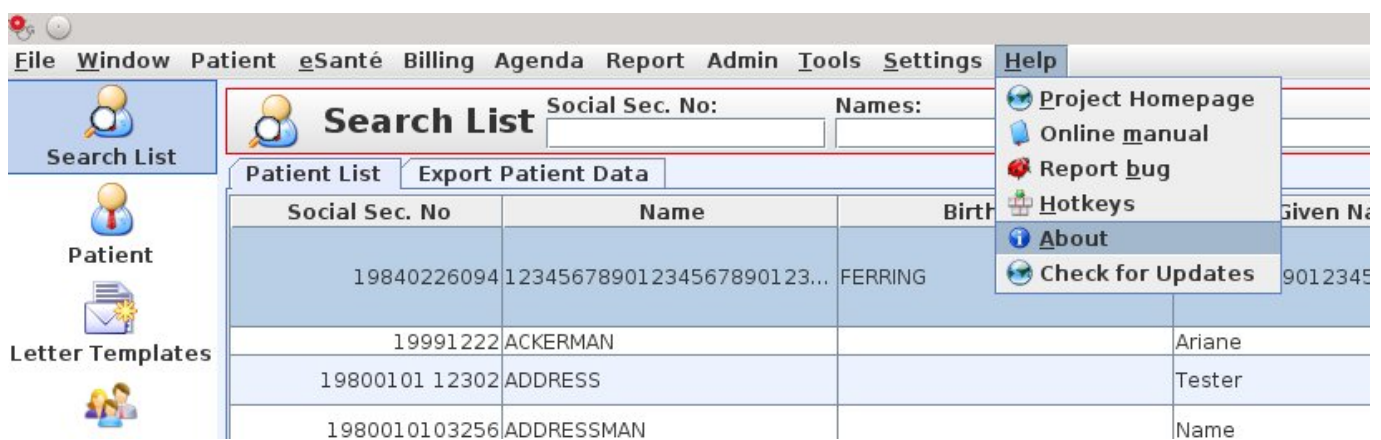 File Window Patient eSanté Billing Agenda Report Admin Tools Settings Help
Search List
Patient
Letter Templates
Search List Social Sec. No: Names:
Patient List Export Patient Data
Project Homepage
Online manual
Report bug
Hotkeys
About
Check for Updates
Social Sec. No Name Birth Given Na
19840226094 12345678901234567890123... FERRING 9012345
19991222 ACKERMAN Ariane
19800101 12302 ADDRESS Tester
1980010103256 ADDRESSMAN Name